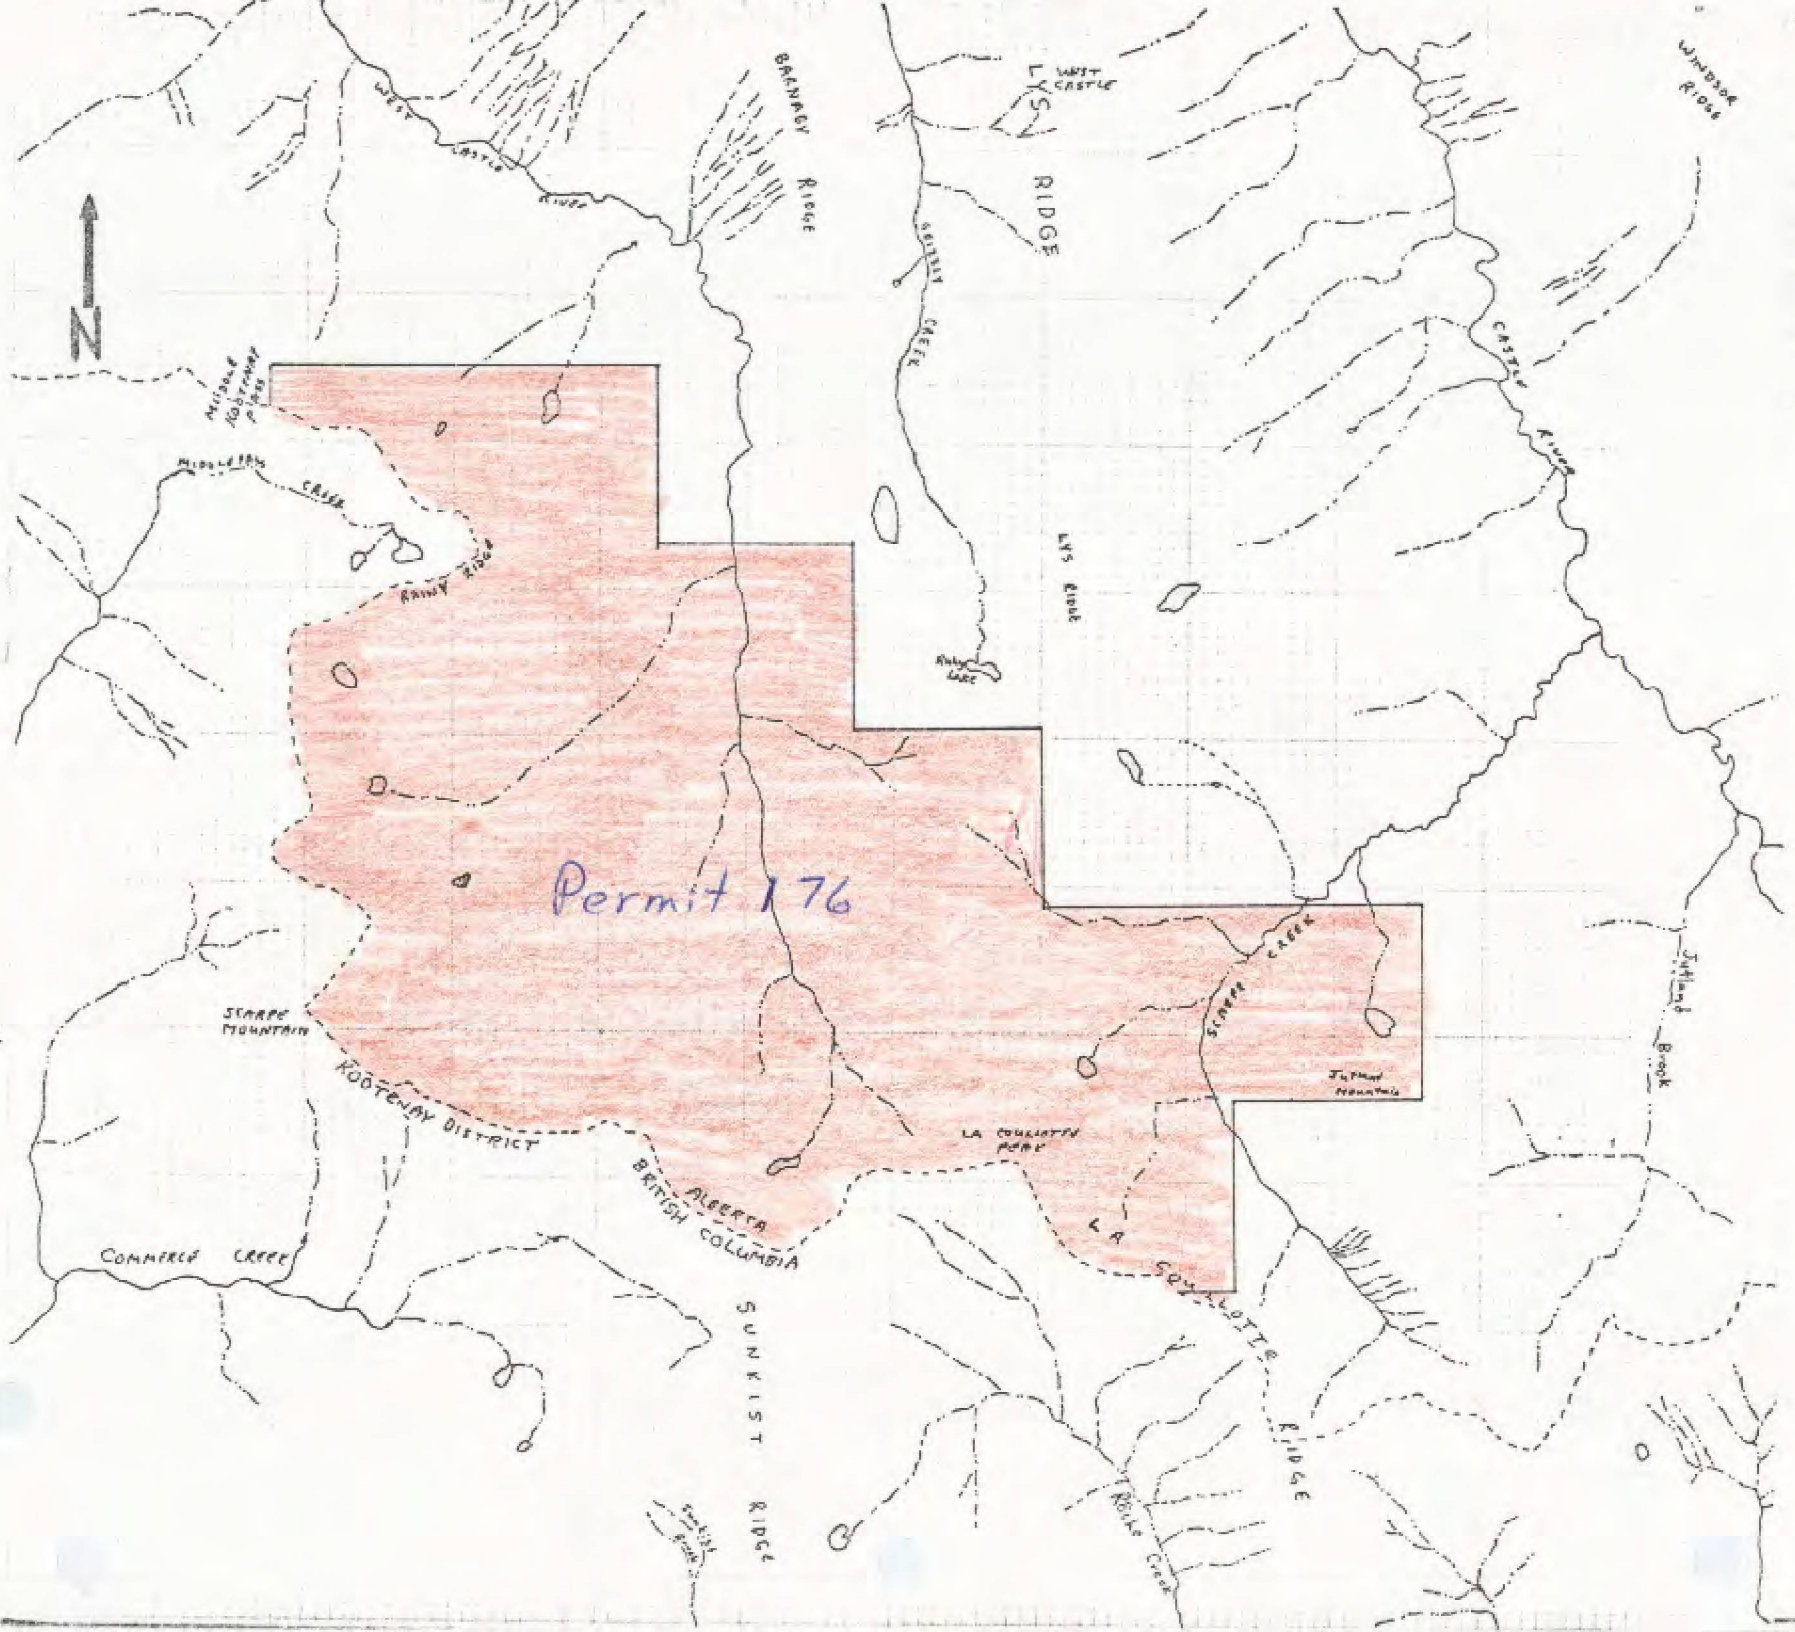 WINDSOR
RIDGE
BARNABY
RIDGE
WEST
CASTLE
LYS
RIDGE
WEST
CASTLE
RIVER
N
GRIZZLY
CREEK
CASTLE
RIVER
MIDDLE
KOOTENAY
PASS
MIDDLEPASS
CREEK
RAINY RIDGE
LYS RIDGE
Ruby
LAKE
Permit 176
CREEK
SCARPE
SCARPE
MOUNTAIN
Jutland
Brook
KOOTENAY DISTRICT
MOUNTAIN
LA
PEAK
ALBERTA
BRITISH COLUMBIA
LA
RIDGE
COMMERCE CREEK
SUNKIST
RIDGE
Roche
Creek